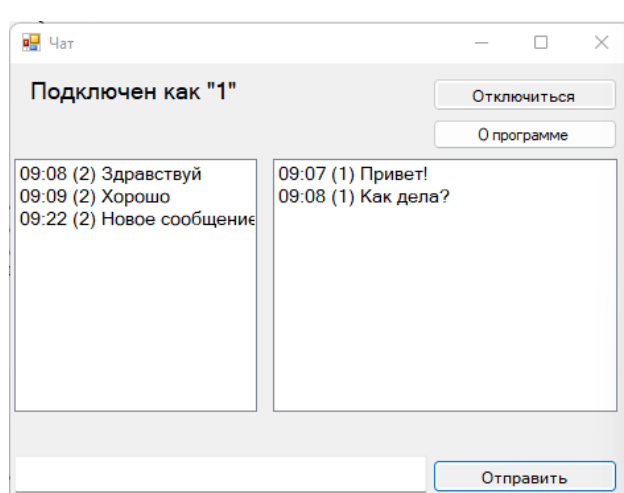 Чат
Подключен как "1"
Отключиться
О программе
09:08 (2) Здравствуй
09:09 (2) Хорошо
09:22 (2) Новое сообщение
09:07 (1) Привет!
09:08 (1) Как дела?
Отправить